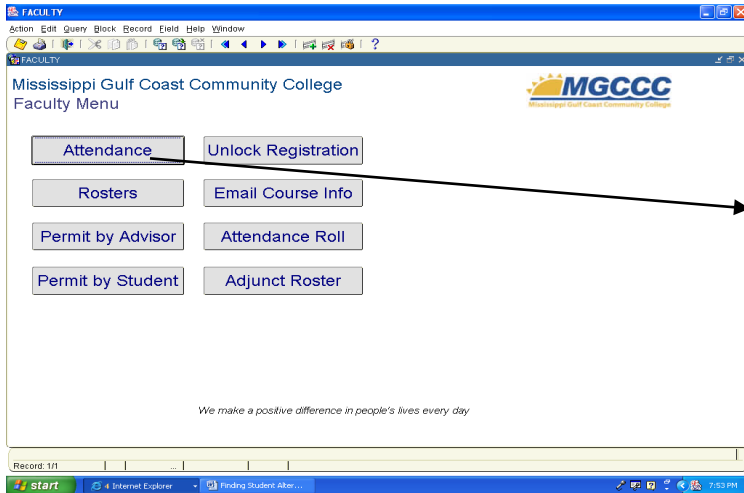 FACULTY
Action Edit Query Block Record Field Help Window
?
FACULTY
Mississippi Gulf Coast Community College
Faculty Menu
MGCCC
Mississippi Gulf Coast Community College
Attendance Unlock Registration
Rosters Email Course Info
Permit by Advisor Attendance Roll
Permit by Student Adjunct Roster
We make a positive difference in people's lives every day
Record: 1/1 ...
start 4 Internet Explorer Finding Student Alter... 7:53 PM